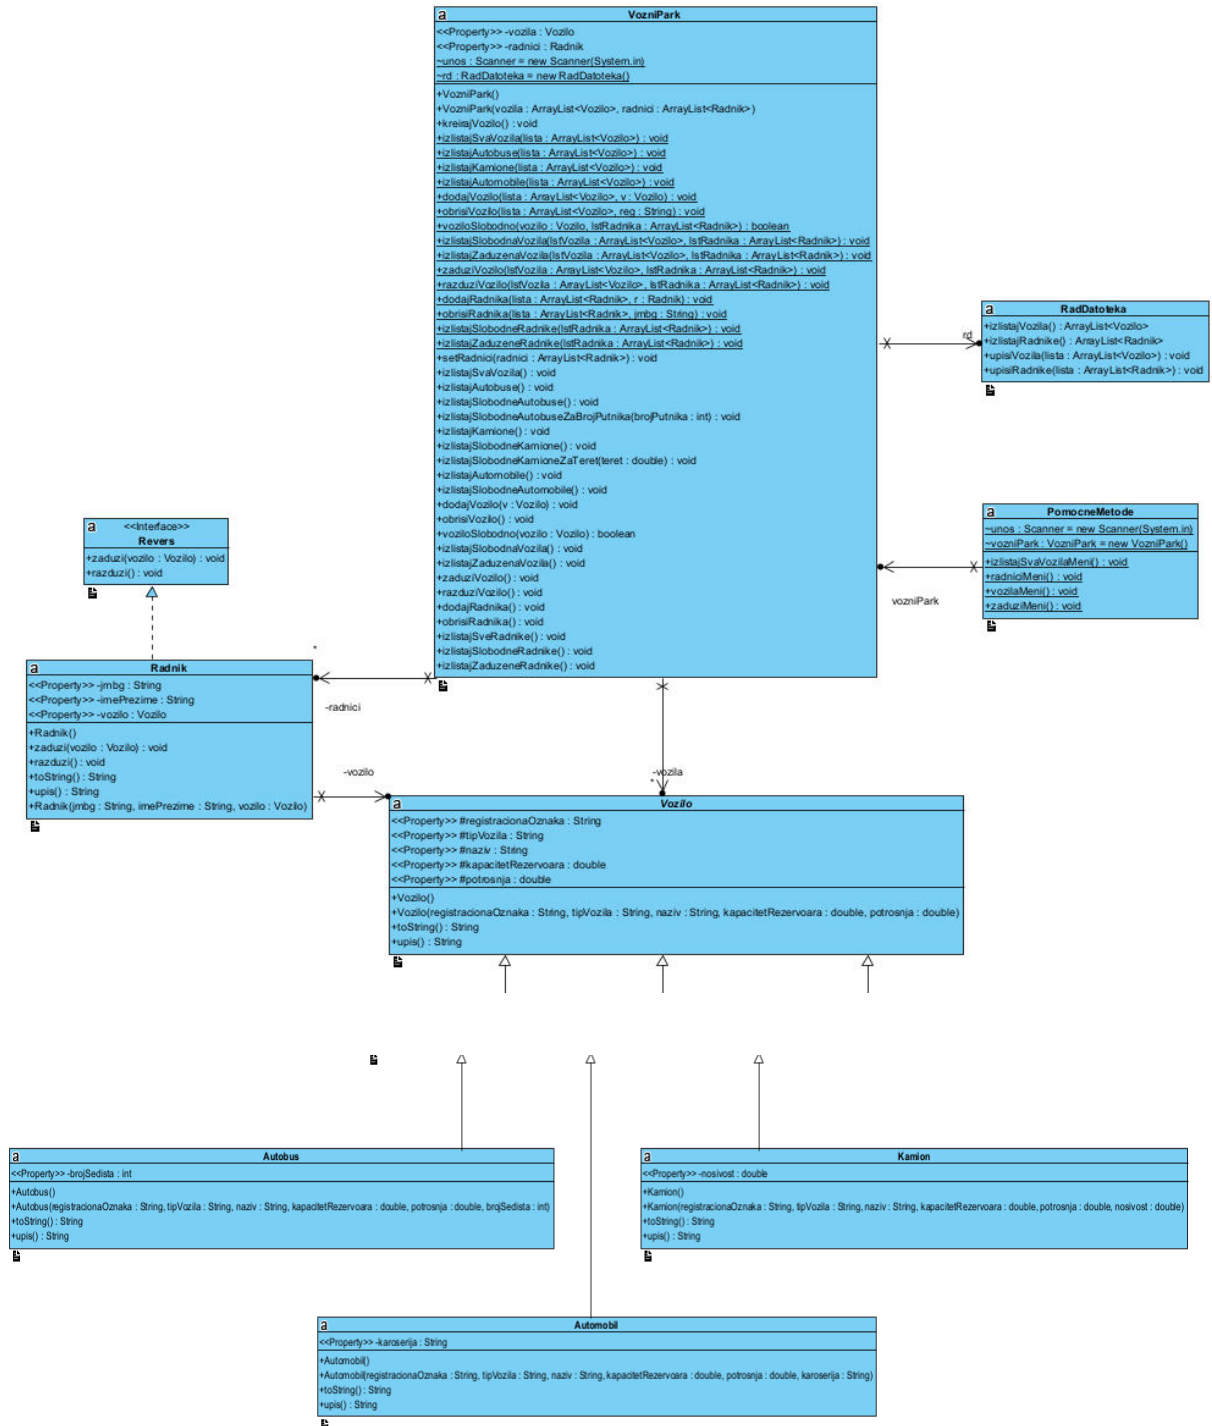 a
VozniPark
<<Property>> -vozila : Vozilo
<<Property>> -radnici : Radnik
~unos : Scanner = new Scanner(System.in)
~rd : RadDatoteka = new RadDatoteka()
+VozniPark()
+VozniPark(vozila : ArrayList<Vozilo>, radnici : ArrayList<Radnik>)
+kreirajVozilo() : void
+izlistajSvaVozila(lista : ArrayList<Vozilo>) : void
+izlistajAutobuse(lista : ArrayList<Vozilo>) : void
+izlistajKamione(lista : ArrayList<Vozilo>) : void
+izlistajAutomobile(lista : ArrayList<Vozilo>) : void
+dodajVozilo(lista : ArrayList<Vozilo>, v : Vozilo) : void
+obrisiVozilo(lista : ArrayList<Vozilo>, reg : String) : void
+voziloSlobodno(vozilo : Vozilo, lstRadnika : ArrayList<Radnik>) : boolean
+izlistajSlobodnaVozila(lstVozila : ArrayList<Vozilo>, lstRadnika : ArrayList<Radnik>) : void
+izlistajZaduzenaVozila(lstVozila : ArrayList<Vozilo>, lstRadnika : ArrayList<Radnik>) : void
+zaduziVozilo(lstVozila : ArrayList<Vozilo>, lstRadnika : ArrayList<Radnik>) : void
+razduziVozilo(lstVozila : ArrayList<Vozilo>, lstRadnika : ArrayList<Radnik>) : void
+dodajRadnika(lista : ArrayList<Radnik>, r : Radnik) : void
+obrisiRadnika(lista : ArrayList<Radnik>, jmbg : String) : void
+izlistajSlobodneRadnike(lstRadnika : ArrayList<Radnik>) : void
+izlistajZaduzeneRadnike(lstRadnika : ArrayList<Radnik>) : void
+setRadnici(radnici : ArrayList<Radnik>) : void
+izlistajSvaVozila() : void
+izlistajAutobuse() : void
+izlistajSlobodneAutobuse() : void
+izlistajSlobodneAutobuseZaBrojPutnika(brojPutnika : int) : void
+izlistajKamione() : void
+izlistajSlobodneKamione() : void
+izlistajSlobodneKamioneZaTeret(teret : double) : void
+izlistajAutomobile() : void
+izlistajSlobodneAutomobile() : void
+dodajVozilo(v : Vozilo) : void
+obrisiVozilo() : void
+voziloSlobodno(vozilo : Vozilo) : boolean
+izlistajSlobodnaVozila() : void
+izlistajZaduzenaVozila() : void
+zaduziVozilo() : void
+razduziVozilo() : void
+dodajRadnika() : void
+obrisiRadnika() : void
+izlistajSveRadnike() : void
+izlistajSlobodneRadnike() : void
+izlistajZaduzeneRadnike() : void
rd
a
RadDatoteka
+izlistajVozila() : ArrayList<Vozilo>
+izlistajRadnike() : ArrayList<Radnik>
+upisiVozila(lista : ArrayList<Vozilo>) : void
+upisiRadnike(lista : ArrayList<Radnik>) : void
a
PomocneMetode
~unos : Scanner = new Scanner(System.in)
~vozniPark : VozniPark = new VozniPark()
+izlistajSvaVozilaMeni() : void
+radniciMeni() : void
+vozilaMeni() : void
+zaduziMeni() : void
vozniPark
a
<<Interface>>
Revers
+zaduzi(vozilo : Vozilo) : void
+razduzi() : void
*
-radnici
a
Radnik
<<Property>> -jmbg : String
<<Property>> -imePrezime : String
<<Property>> -vozilo : Vozilo
+Radnik()
+zaduzi(vozilo : Vozilo) : void
+razduzi() : void
+toString() : String
+upis() : String
+Radnik(jmbg : String, imePrezime : String, vozilo : Vozilo)
-vozilo
-vozila
*
a
Vozilo
<<Property>> #registracionaOznaka : String
<<Property>> #tipVozila : String
<<Property>> #naziv : String
<<Property>> #kapacitetRezervoara : double
<<Property>> #potrosnja : double
+Vozilo()
+Vozilo(registracionaOznaka : String, tipVozila : String, naziv : String, kapacitetRezervoara : double, potrosnja : double)
+toString() : String
+upis() : String
a
Autobus
<<Property>> -brojSedista : int
+Autobus()
+Autobus(registracionaOznaka : String, tipVozila : String, naziv : String, kapacitetRezervoara : double, potrosnja : double, brojSedista : int)
+toString() : String
+upis() : String
a
Kamion
<<Property>> -nosivost : double
+Kamion()
+Kamion(registracionaOznaka : String, tipVozila : String, naziv : String, kapacitetRezervoara : double, potrosnja : double, nosivost : double)
+toString() : String
+upis() : String
a
Automobil
<<Property>> -karoserija : String
+Automobil()
+Automobil(registracionaOznaka : String, tipVozila : String, naziv : String, kapacitetRezervoara : double, potrosnja : double, karoserija : String)
+toString() : String
+upis() : String